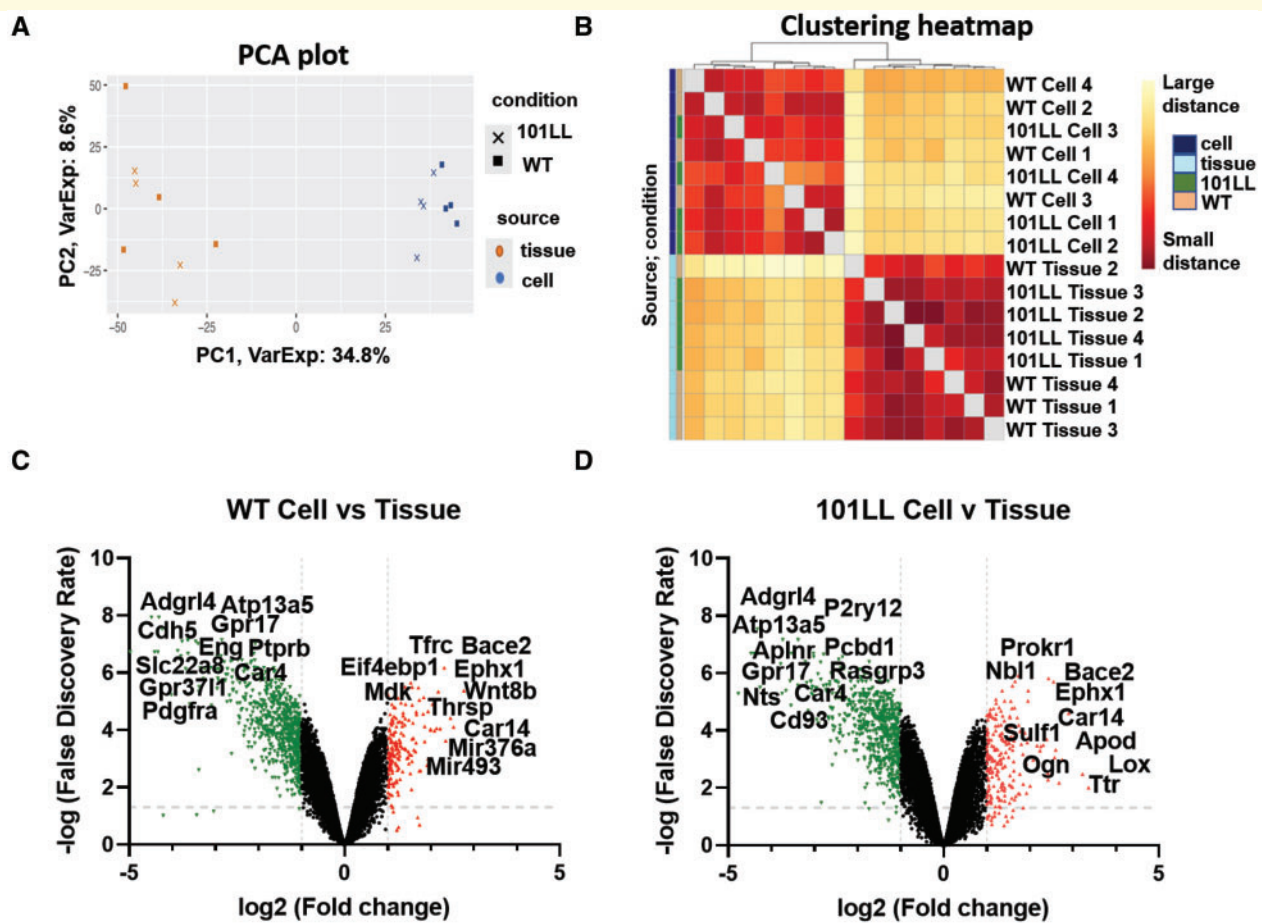 A
PCA plot
50
25
0
−25
−50
−25
0
25
PC2, VarExp: 8.6%
PC1, VarExp: 34.8%
condition
101LL
WT
source
tissue
cell
B
Clustering heatmap
Source; condition
WT Cell 4
WT Cell 2
101LL Cell 3
WT Cell 1
101LL Cell 4
WT Cell 3
101LL Cell 1
101LL Cell 2
WT Tissue 2
101LL Tissue 3
101LL Tissue 2
101LL Tissue 4
101LL Tissue 1
WT Tissue 4
WT Tissue 1
WT Tissue 3
Large
distance
cell
tissue
101LL
WT
Small
distance
C
WT Cell vs Tissue
-log (False Discovery Rate)
10
8
6
4
2
0
-5
0
5
log2 (Fold change)
Adgrl4
Atp13a5
Cdh5
Gpr17
Eng
Ptprb
Slc22a8
Car4
Gpr37l1
Pdgfra
Tfrc
Bace2
Eif4ebp1
Ephx1
Mdk
Wnt8b
Thrsp
Car14
Mir376a
Mir493
D
101LL Cell v Tissue
-log (False Discovery Rate)
10
8
6
4
2
0
-5
0
5
log2 (Fold change)
Adgrl4
P2ry12
Atp13a5
Aplnr
Pcbd1
Gpr17
Rasgrp3
Nts
Car4
Cd93
Prokr1
Nbl1
Bace2
Ephx1
Car14
Sulf1
Apod
Ogn
Lox
Ttr